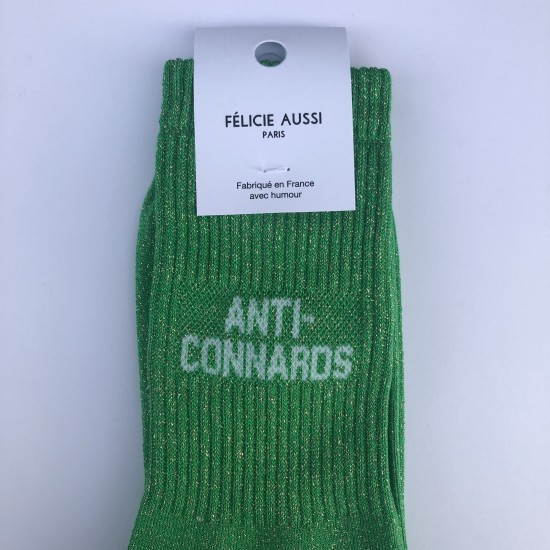 FÉLICIE AUSSI
PARIS
Fabriqué en France
avec humour
ANTI-
CONNARDS